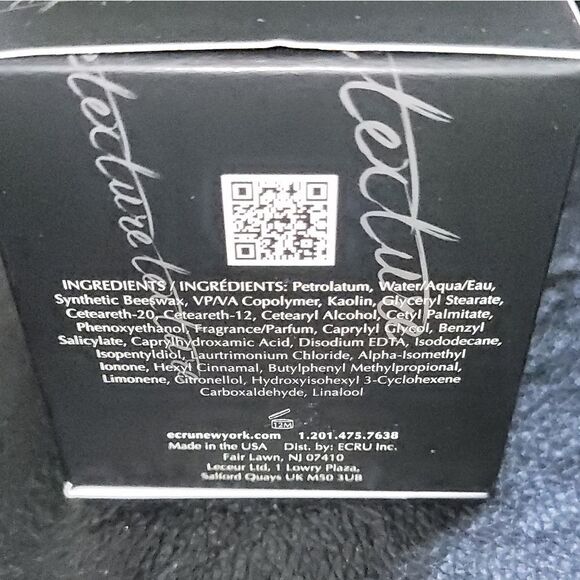 texture
texture te
texture
INGREDIENTS / INGRÉDIENTS: Petrolatum, Water/Aqua/Eau,
Synthetic Beeswax, VP/VA Copolymer, Kaolin, Glyceryl Stearate,
Ceteareth-20, Ceteareth-12, Cetearyl Alcohol, Cetyl Palmitate,
Phenoxyethanol, Fragrance/Parfum, Caprylyl Glycol, Benzyl
Salicylate, Caprylhydroxamic Acid, Disodium EDTA, Isododecane,
Isopentyldiol, Laurtrimonium Chloride, Alpha-Isomethyl
Ionone, Hexyl Cinnamal, Butylphenyl Methylpropional,
Limonene, Citronellol, Hydroxyisohexyl 3-Cyclohexene
Carboxaldehyde, Linalool
12M
ecrunewyork.com 1.201.475.7638
Made in the USA Dist. by: ECRU Inc.
Fair Lawn, NJ 07410
Leceur Ltd, 1 Lowry Plaza,
Salford Quays UK M50 3UB